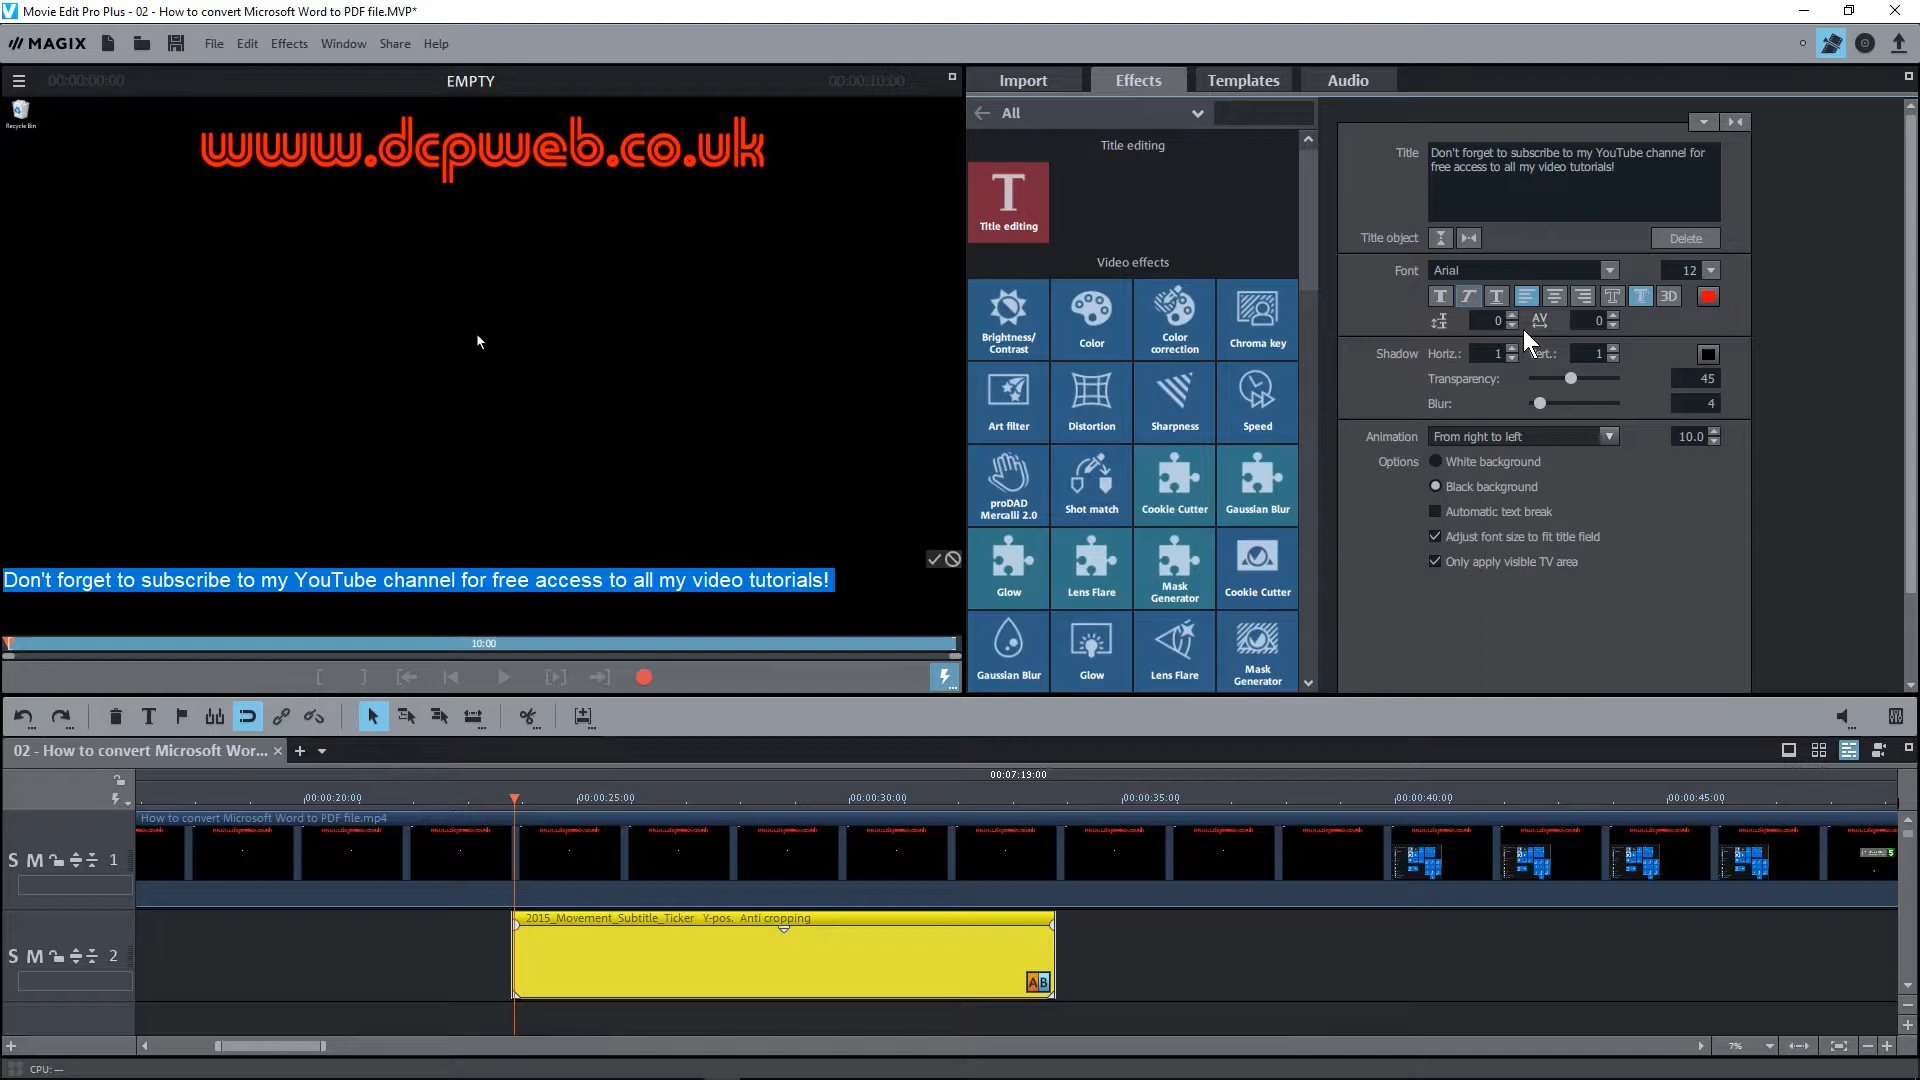 Movie Edit Pro Plus - 02 - How to convert Microsoft Word to PDF file.MVP*
MAGIX File Edit Effects Window Share Help
00:00:00:00 EMPTY 00:00:10:00
Recycle Bin
www.dcpweb.co.uk
Don't forget to subscribe to my YouTube channel for free access to all my video tutorials!
10:00
Import Effects Templates Audio
All
Title editing
T
Title editing
Video effects
Brightness/
Contrast
Color
Color
correction
Chroma key
Art filter
Distortion
Sharpness
Speed
proDAD
Mercalli 2.0
Shot match
Cookie Cutter
Gaussian Blur
Glow
Lens Flare
Mask
Generator
Cookie Cutter
Gaussian Blur
Glow
Lens Flare
Mask
Generator
Title
Don't forget to subscribe to my YouTube channel for
free access to all my video tutorials!
Title object Delete
Font Arial 12
T T T T T 3D
0 AV 0
Shadow Horiz.: 1 ert.: 1
Transparency: 45
Blur: 4
Animation From right to left 10.0
Options White background
Black background
Automatic text break
Adjust font size to fit title field
Only apply visible TV area
T
02 - How to convert Microsoft Wor... × +
00:07:19:00
00:00:20:00 00:00:25:00 00:00:30:00 00:00:35:00 00:00:40:00 00:00:45:00
How to convert Microsoft Word to PDF file.mp4
S M 1
2015_Movement_Subtitle_Ticker Y-pos. Anti cropping
S M 2
AB
7%
CPU: —